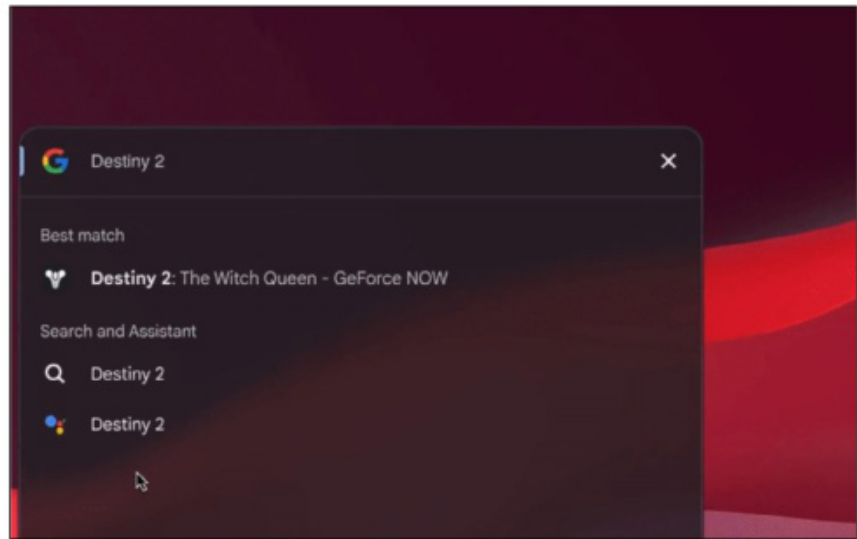 Destiny 2
Best match
Destiny 2: The Witch Queen - GeForce NOW
Search and Assistant
Destiny 2
Destiny 2